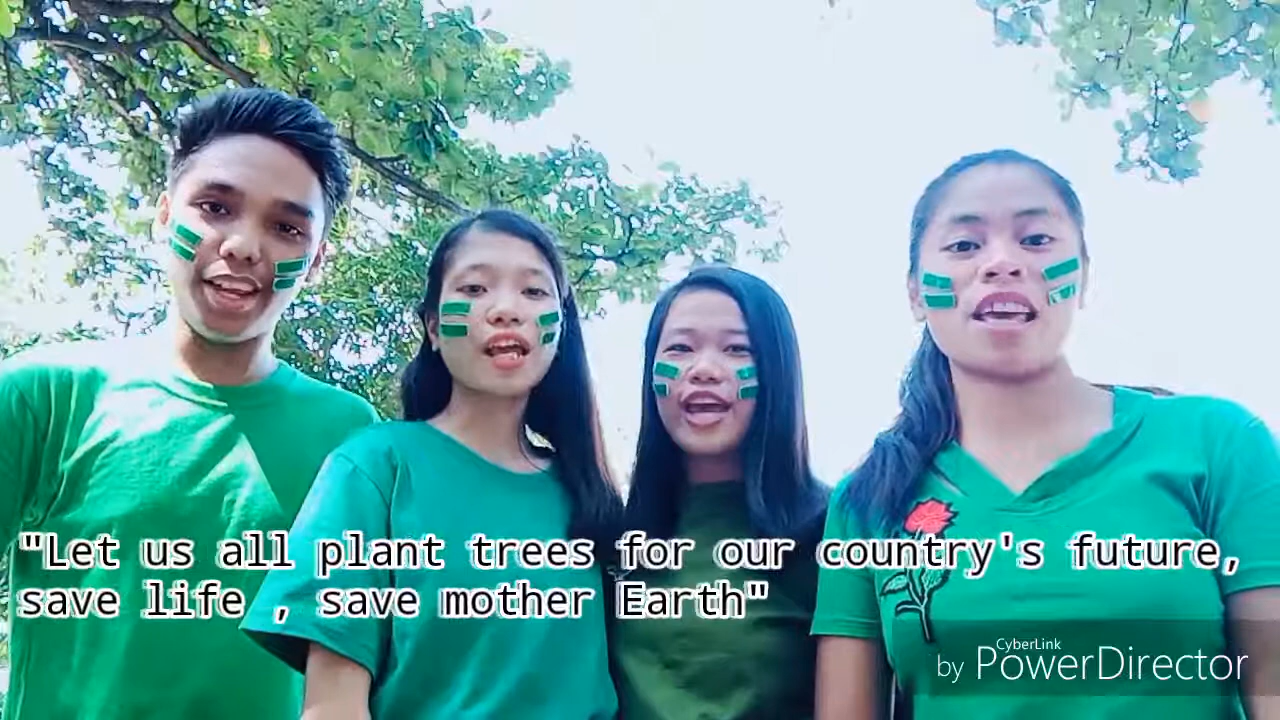 "Let us all plant trees for our country's future,
save life , save mother Earth"
CyberLink
by PowerDirector